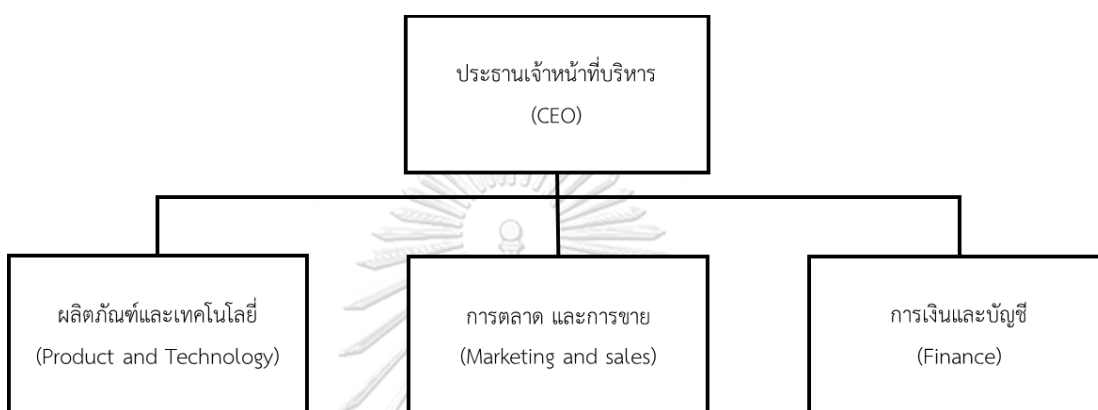 ประธานเจ้าหน้าที่บริหาร
(CEO)
ผลิตภัณฑ์และเทคโนโลยี่
(Product and Technology)
การตลาด และการขาย
(Marketing and sales)
การเงินและบัญชี
(Finance)